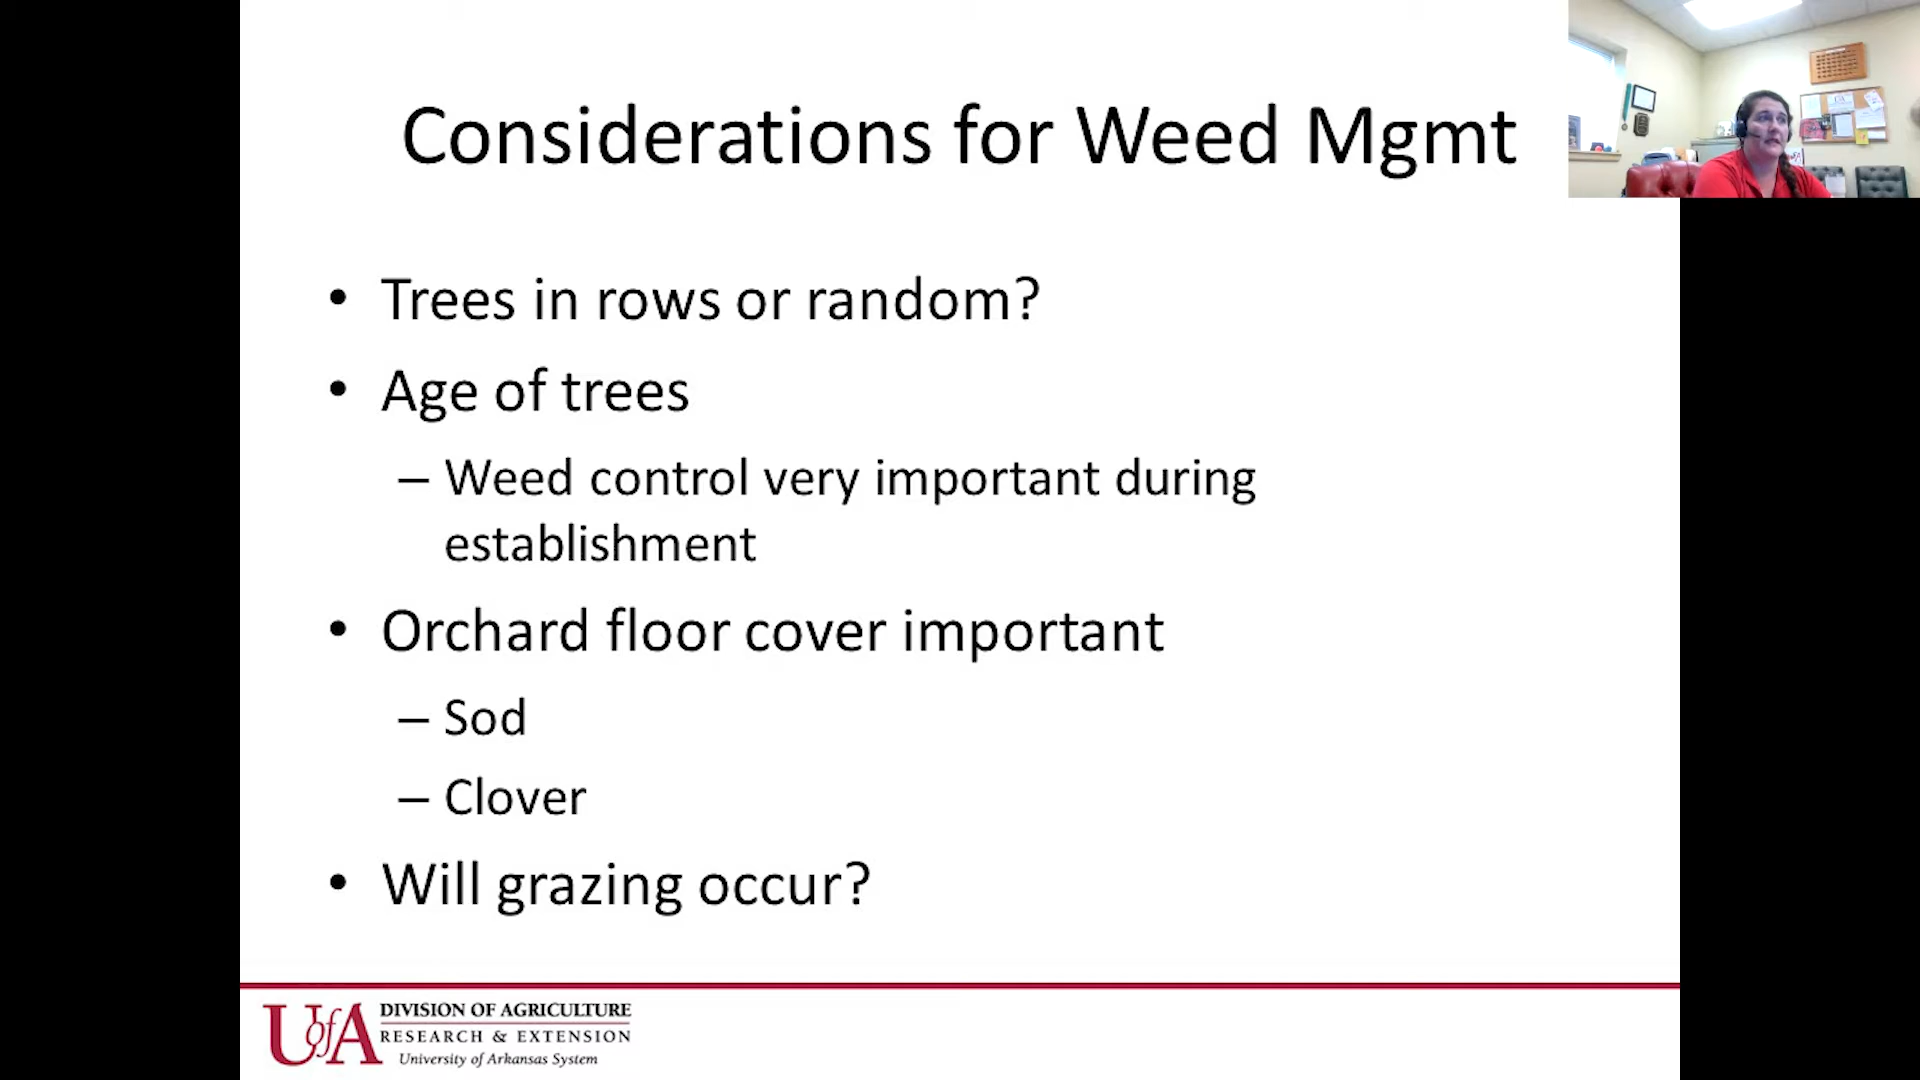 Considerations for Weed Mgmt
• Trees in rows or random?
• Age of trees
– Weed control very important during
establishment
• Orchard floor cover important
– Sod
– Clover
• Will grazing occur?
UofA
DIVISION OF AGRICULTURE
RESEARCH & EXTENSION
University of Arkansas System